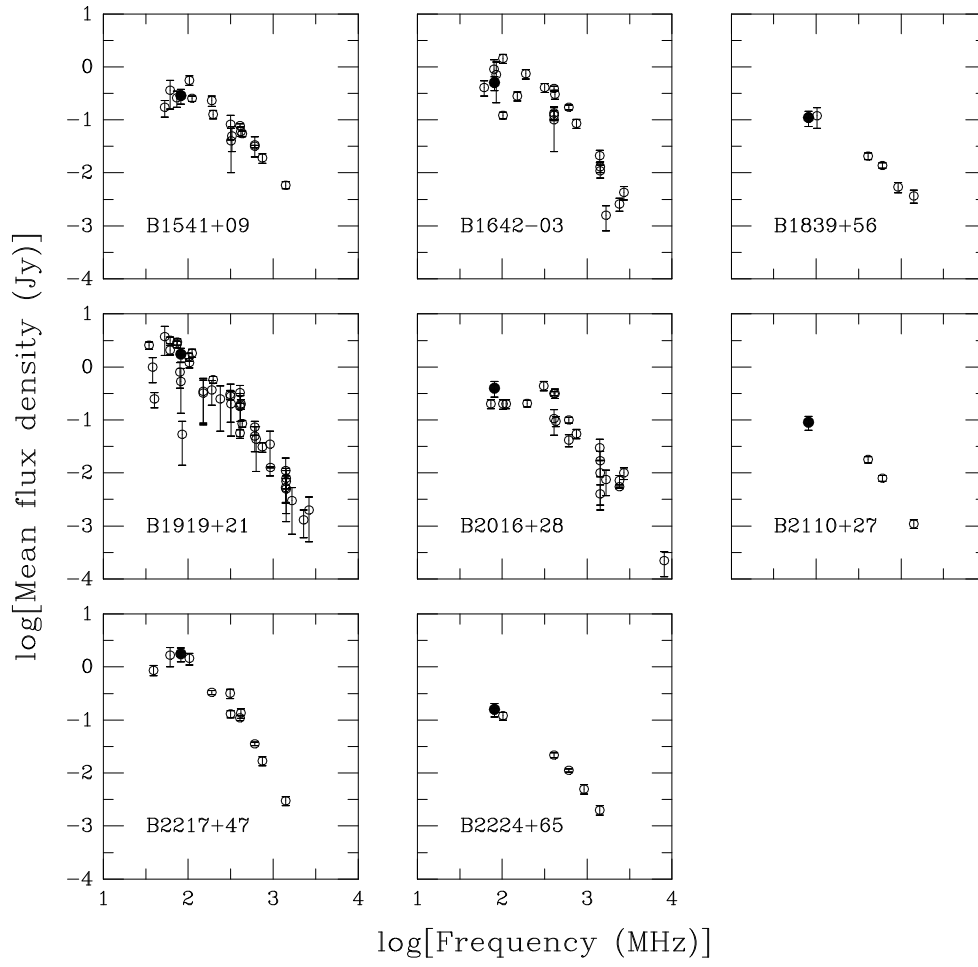 log[Mean flux density (Jy)]
1
0
−1
−2
−3
−4
B1541+09
B1642−03
B1839+56
1
0
−1
−2
−3
−4
B1919+21
B2016+28
B2110+27
1
0
−1
−2
−3
−4
B2217+47
B2224+65
1 2 3 4 1 2 3 4
log[Frequency (MHz)]